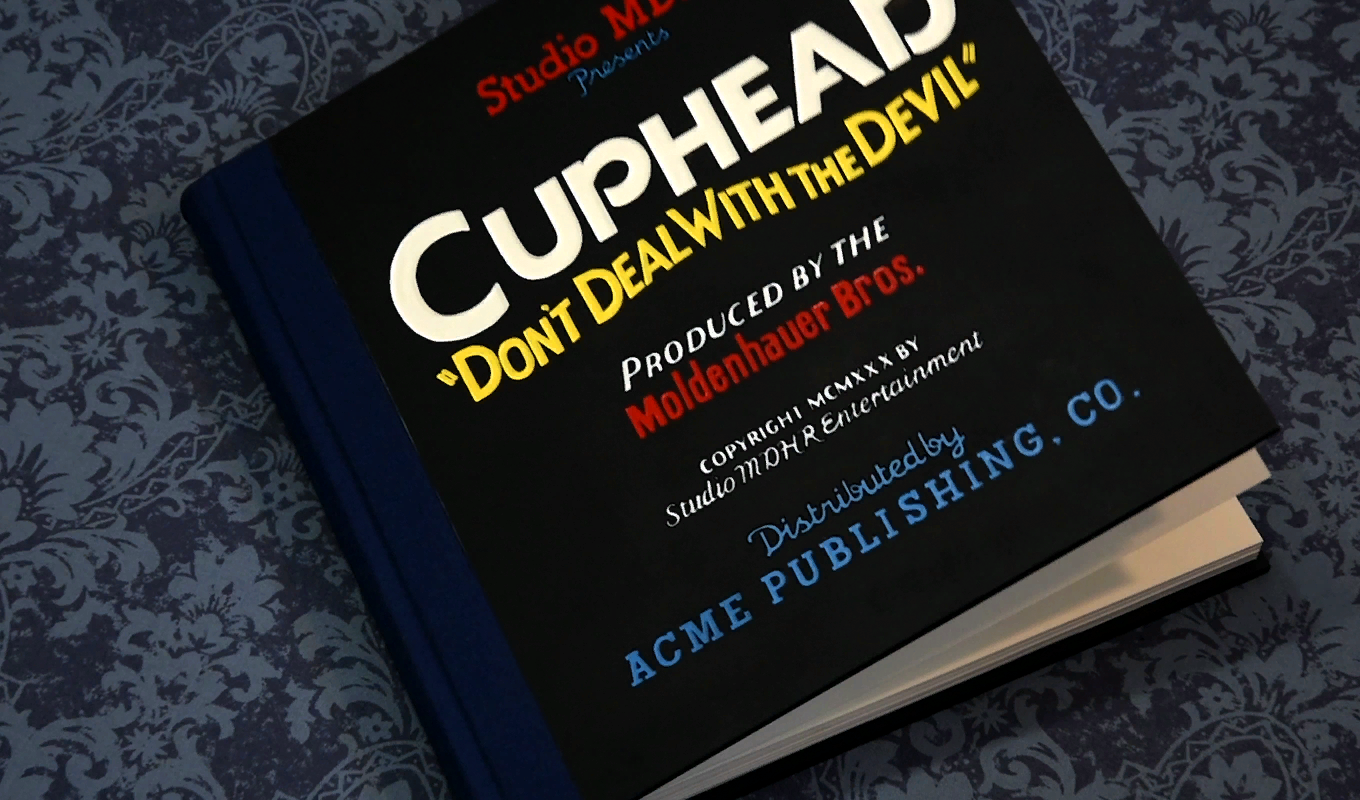 Studio MD
Presents
CUPHEAD
"DON'T DEAL WITH THE DEVIL"
PRODUCED BY THE
Moldenhauer Bros.
COPYRIGHT MCMXXX BY
Studio MDHR Entertainment
Distributed by
ACME PUBLISHING. CO.